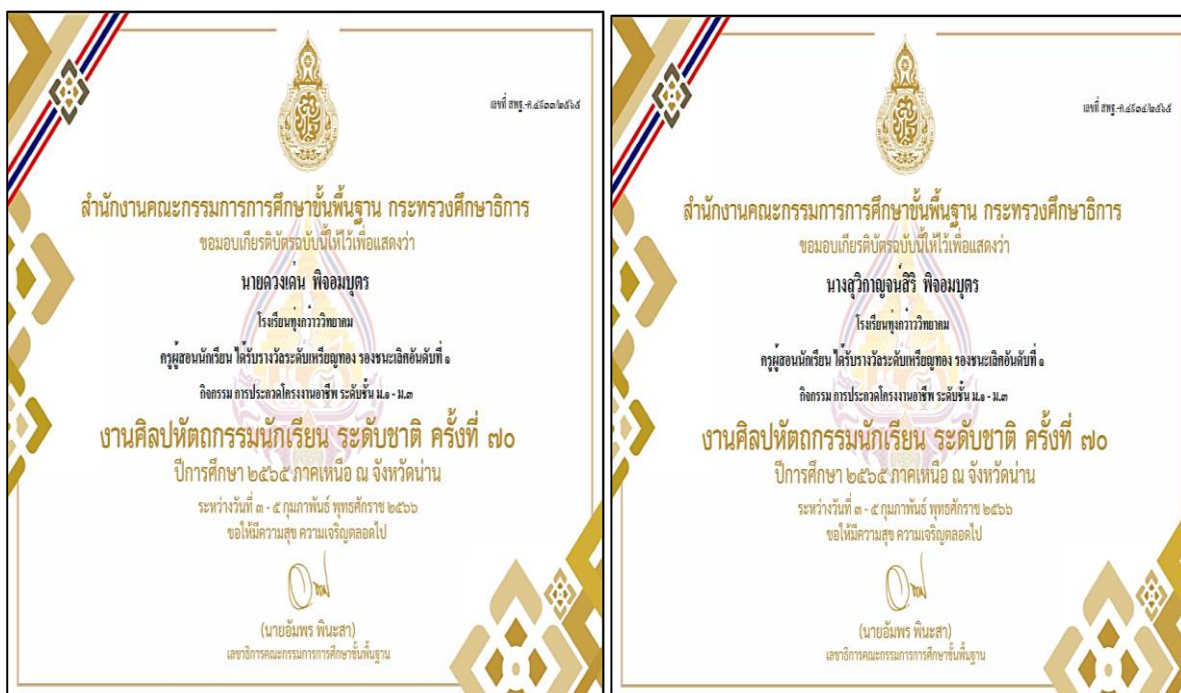 เลขที่ สพฐ.-ค.๔๘๓๓/๒๕๖๕
สำนักงานคณะกรรมการการศึกษาขั้นพื้นฐาน กระทรวงศึกษาธิการ
ขอมอบเกียรติบัตรฉบับนี้ให้ไว้เพื่อแสดงว่า
นายดวงเด่น พิจอมบุตร
โรงเรียนทุ่งกว๋าววิทยาคม
ครูผู้สอนนักเรียน ได้รับรางวัลระดับเหรียญทอง รองชนะเลิศอันดับที่ ๑
กิจกรรม การประกวดโครงงานอาชีพ ระดับชั้น ม.๑ - ม.๓
งานศิลปหัตถกรรมนักเรียน ระดับชาติ ครั้งที่ ๗๐
ปีการศึกษา ๒๕๖๕ ภาคเหนือ ณ จังหวัดน่าน
ระหว่างวันที่ ๓ - ๕ กุมภาพันธ์ พุทธศักราช ๒๕๖๖
ขอให้มีความสุข ความเจริญตลอดไป
(นายอัมพร พินะสา)
เลขาธิการคณะกรรมการการศึกษาขั้นพื้นฐาน
เลขที่ สพฐ.-ค.๔๘๓๔/๒๕๖๕
สำนักงานคณะกรรมการการศึกษาขั้นพื้นฐาน กระทรวงศึกษาธิการ
ขอมอบเกียรติบัตรฉบับนี้ให้ไว้เพื่อแสดงว่า
นางสุวิกาญจน์สิริ พิจอมบุตร
โรงเรียนทุ่งกว๋าววิทยาคม
ครูผู้สอนนักเรียน ได้รับรางวัลระดับเหรียญทอง รองชนะเลิศอันดับที่ ๑
กิจกรรม การประกวดโครงงานอาชีพ ระดับชั้น ม.๑ - ม.๓
งานศิลปหัตถกรรมนักเรียน ระดับชาติ ครั้งที่ ๗๐
ปีการศึกษา ๒๕๖๕ ภาคเหนือ ณ จังหวัดน่าน
ระหว่างวันที่ ๓ - ๕ กุมภาพันธ์ พุทธศักราช ๒๕๖๖
ขอให้มีความสุข ความเจริญตลอดไป
(นายอัมพร พินะสา)
เลขาธิการคณะกรรมการการศึกษาขั้นพื้นฐาน